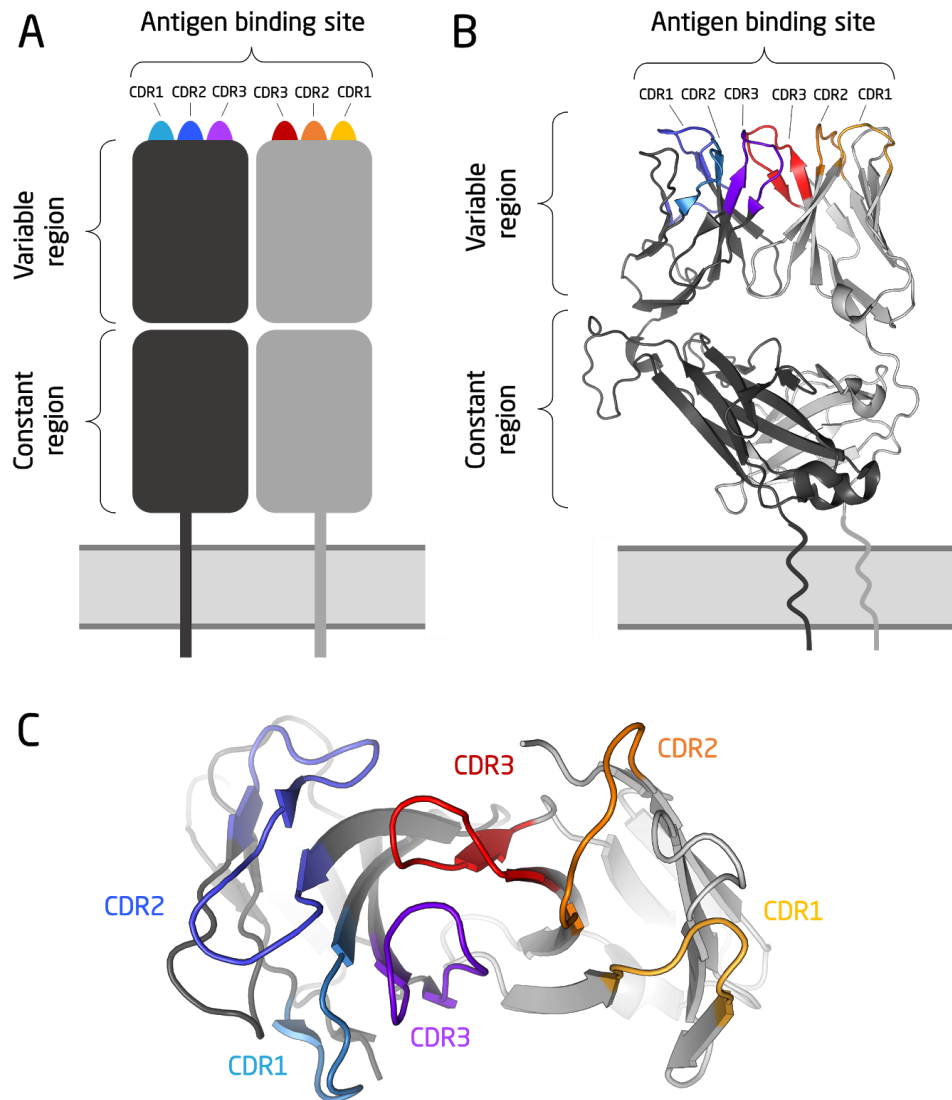 A
Antigen binding site
CDR1 CDR2 CDR3 CDR3 CDR2 CDR1
Variable
region
Constant
region
B
Antigen binding site
CDR1 CDR2 CDR3 CDR3 CDR2 CDR1
Variable
region
Constant
region
C
CDR3
CDR2
CDR2
CDR1
CDR3
CDR1